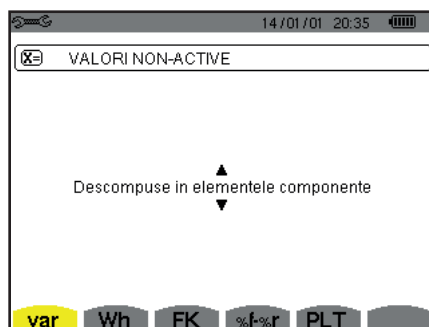 14/01/01 20:35
X= VALORI NON-ACTIVE
Descompuse in elementele componente
var Wh FK %f-%r PLT